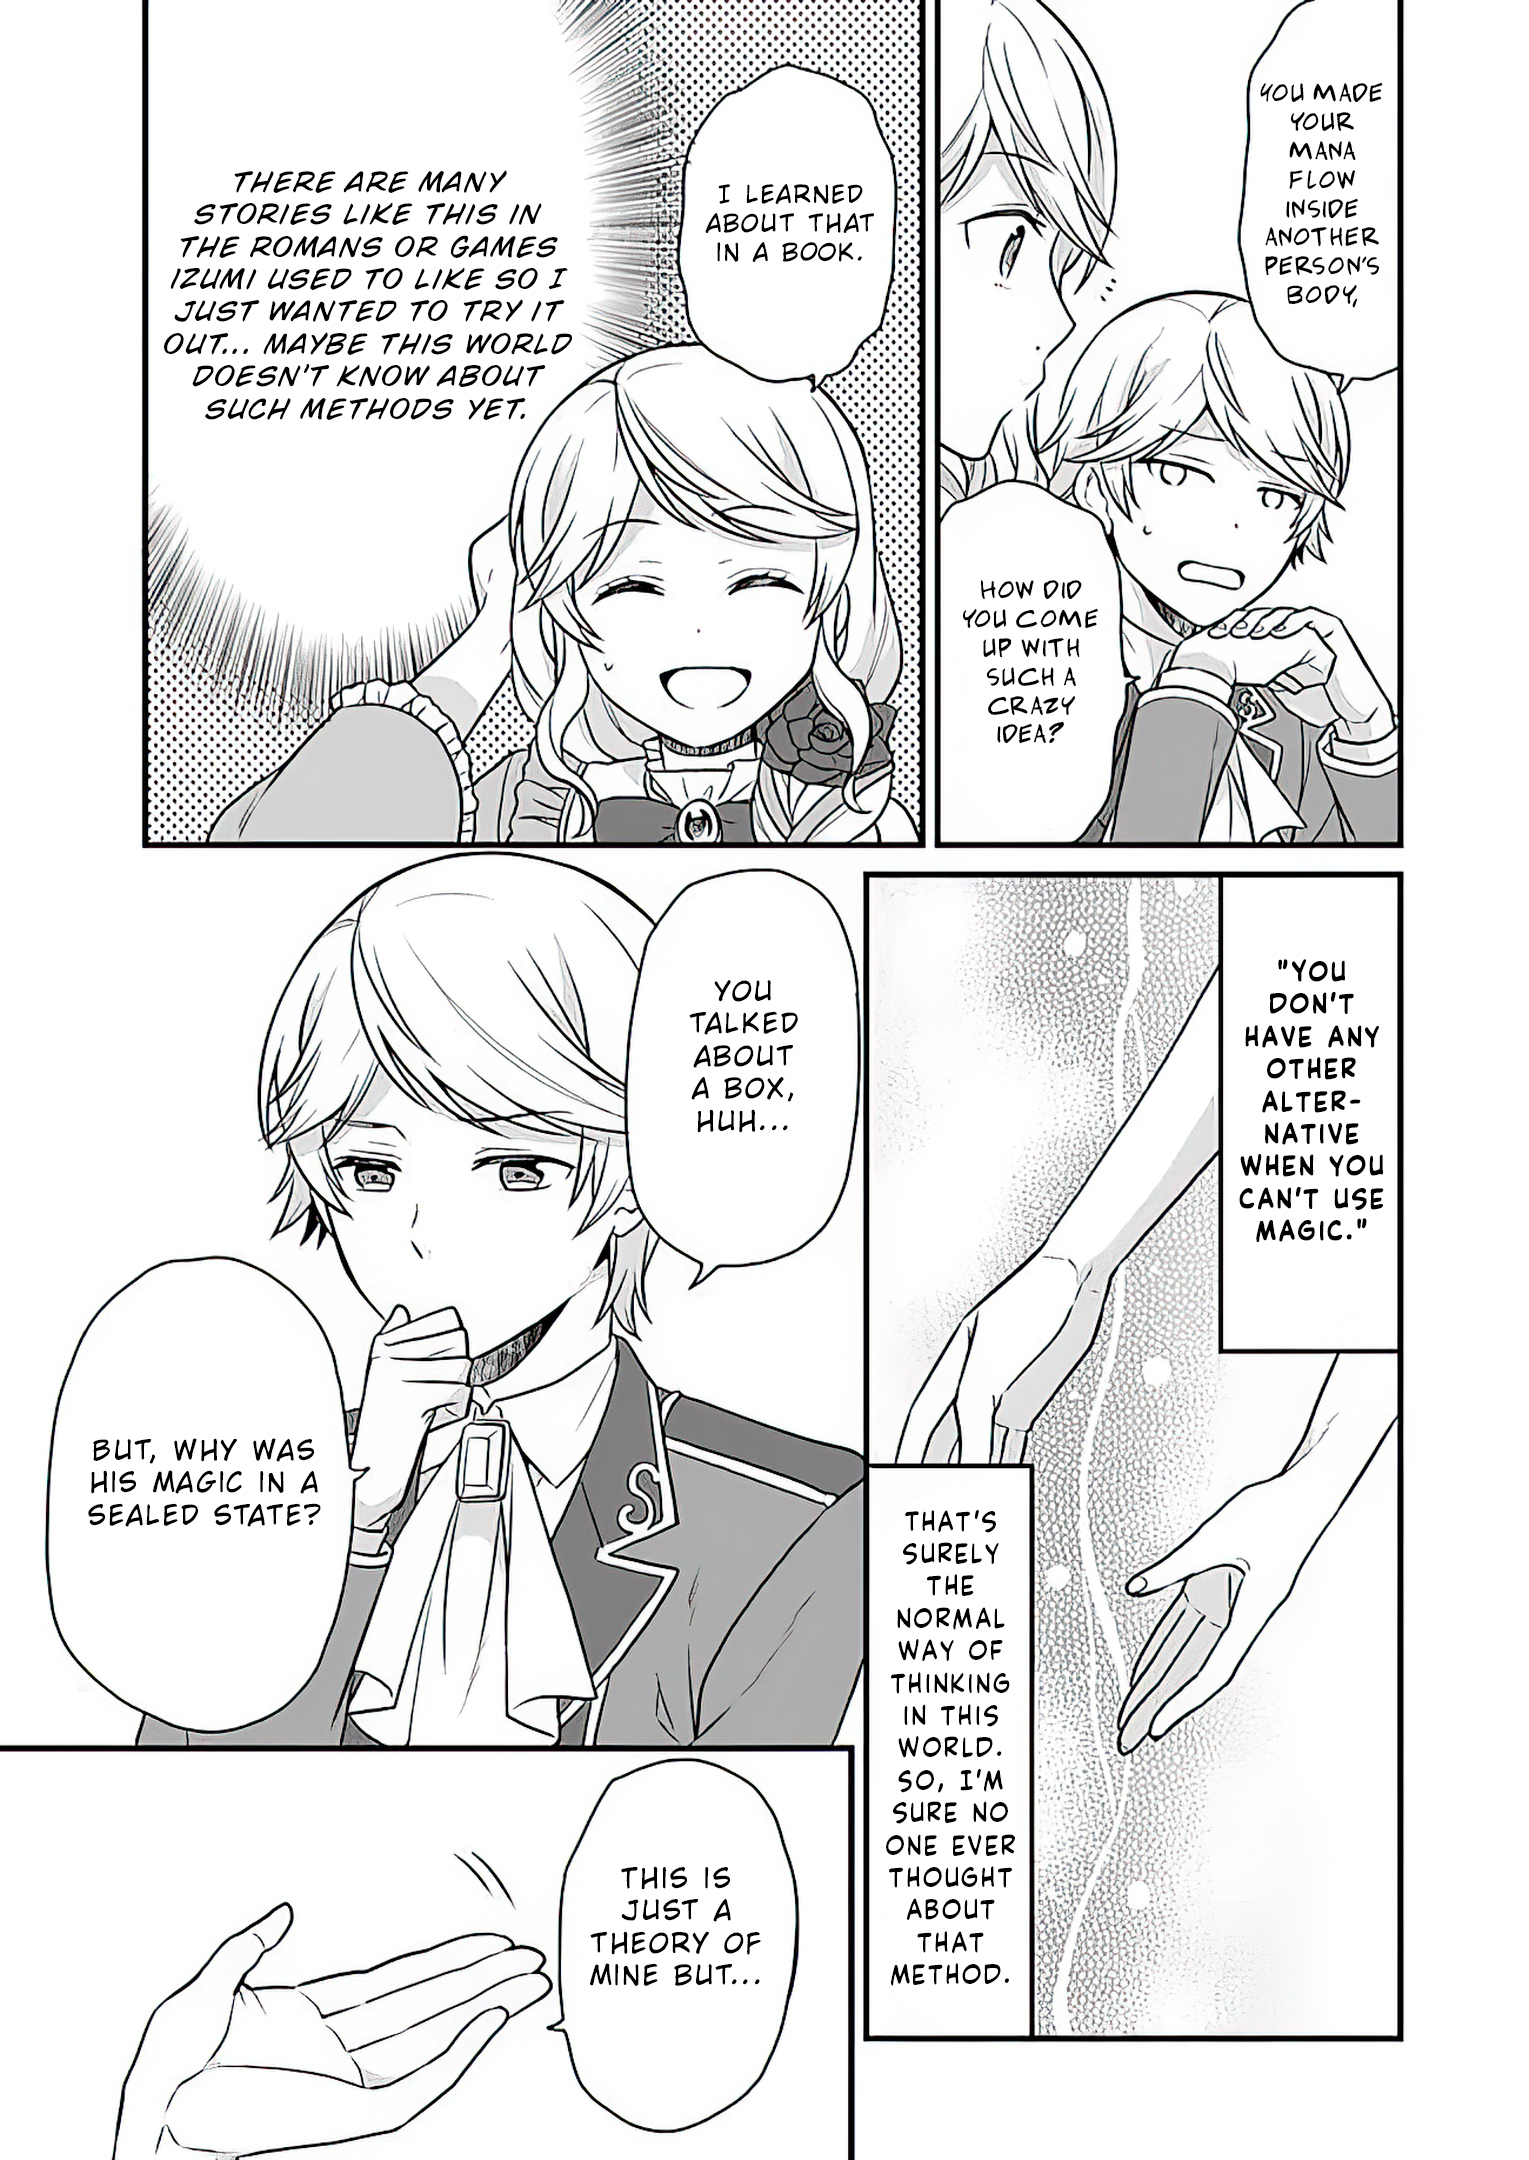 YOU MADE
YOUR
MANA
FLOW
INSIDE
ANOTHER
PERSON'S
BODY,
HOW DID
YOU COME
UP WITH
SUCH A
CRAZY
IDEA?
I LEARNED
ABOUT THAT
IN A BOOK.
THERE ARE MANY
STORIES LIKE THIS IN
THE ROMANS OR GAMES
IZUMI USED TO LIKE SO I
JUST WANTED TO TRY IT
OUT... MAYBE THIS WORLD
DOESN'T KNOW ABOUT
SUCH METHODS YET.
"YOU
DON'T
HAVE ANY
OTHER
ALTER-
NATIVE
WHEN YOU
CAN'T USE
MAGIC."
THAT'S
SURELY
THE
NORMAL
WAY OF
THINKING
IN THIS
WORLD.
SO, I'M
SURE NO
ONE EVER
THOUGHT
ABOUT
THAT
METHOD.
YOU
TALKED
ABOUT
A BOX,
HUH...
BUT, WHY WAS
HIS MAGIC IN A
SEALED STATE?
THIS IS
JUST A
THEORY OF
MINE BUT...